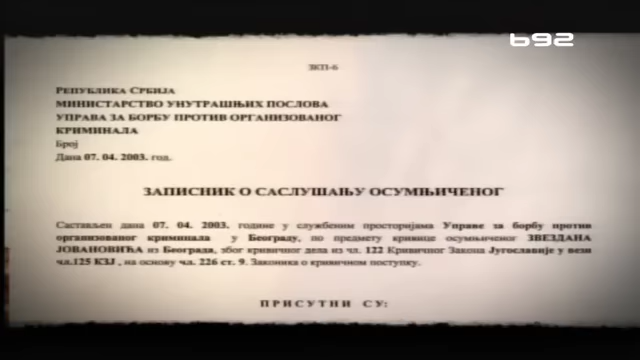 B92
ЗКП-6
РЕПУБЛИКА СРБИЈА
МИНИСТАРСТВО УНУТРАШЊИХ ПОСЛОВА
УПРАВА ЗА БОРБУ ПРОТИВ ОРГАНИЗОВАНОГ
КРИМИНАЛА
Број
Дана 07. 04. 2003. год.
ЗАПИСНИК О САСЛУШАЊУ ОСУМЊИЧЕНОГ
Састављен дана 07. 04. 2003. године у службеним просторијама Управе за борбу против
организованог криминала у Београду, по предмету кривице осумњиченог ЗВЕЗДАНА
ЈОВАНОВИЋА из Београда, због кривичног дела из чл. 122 Кривичног Закона Југославије у вези
чл.125 КЗЈ , на основу чл. 226 ст. 9. Законика о кривичном поступку.
П Р И С У Т Н И С У: